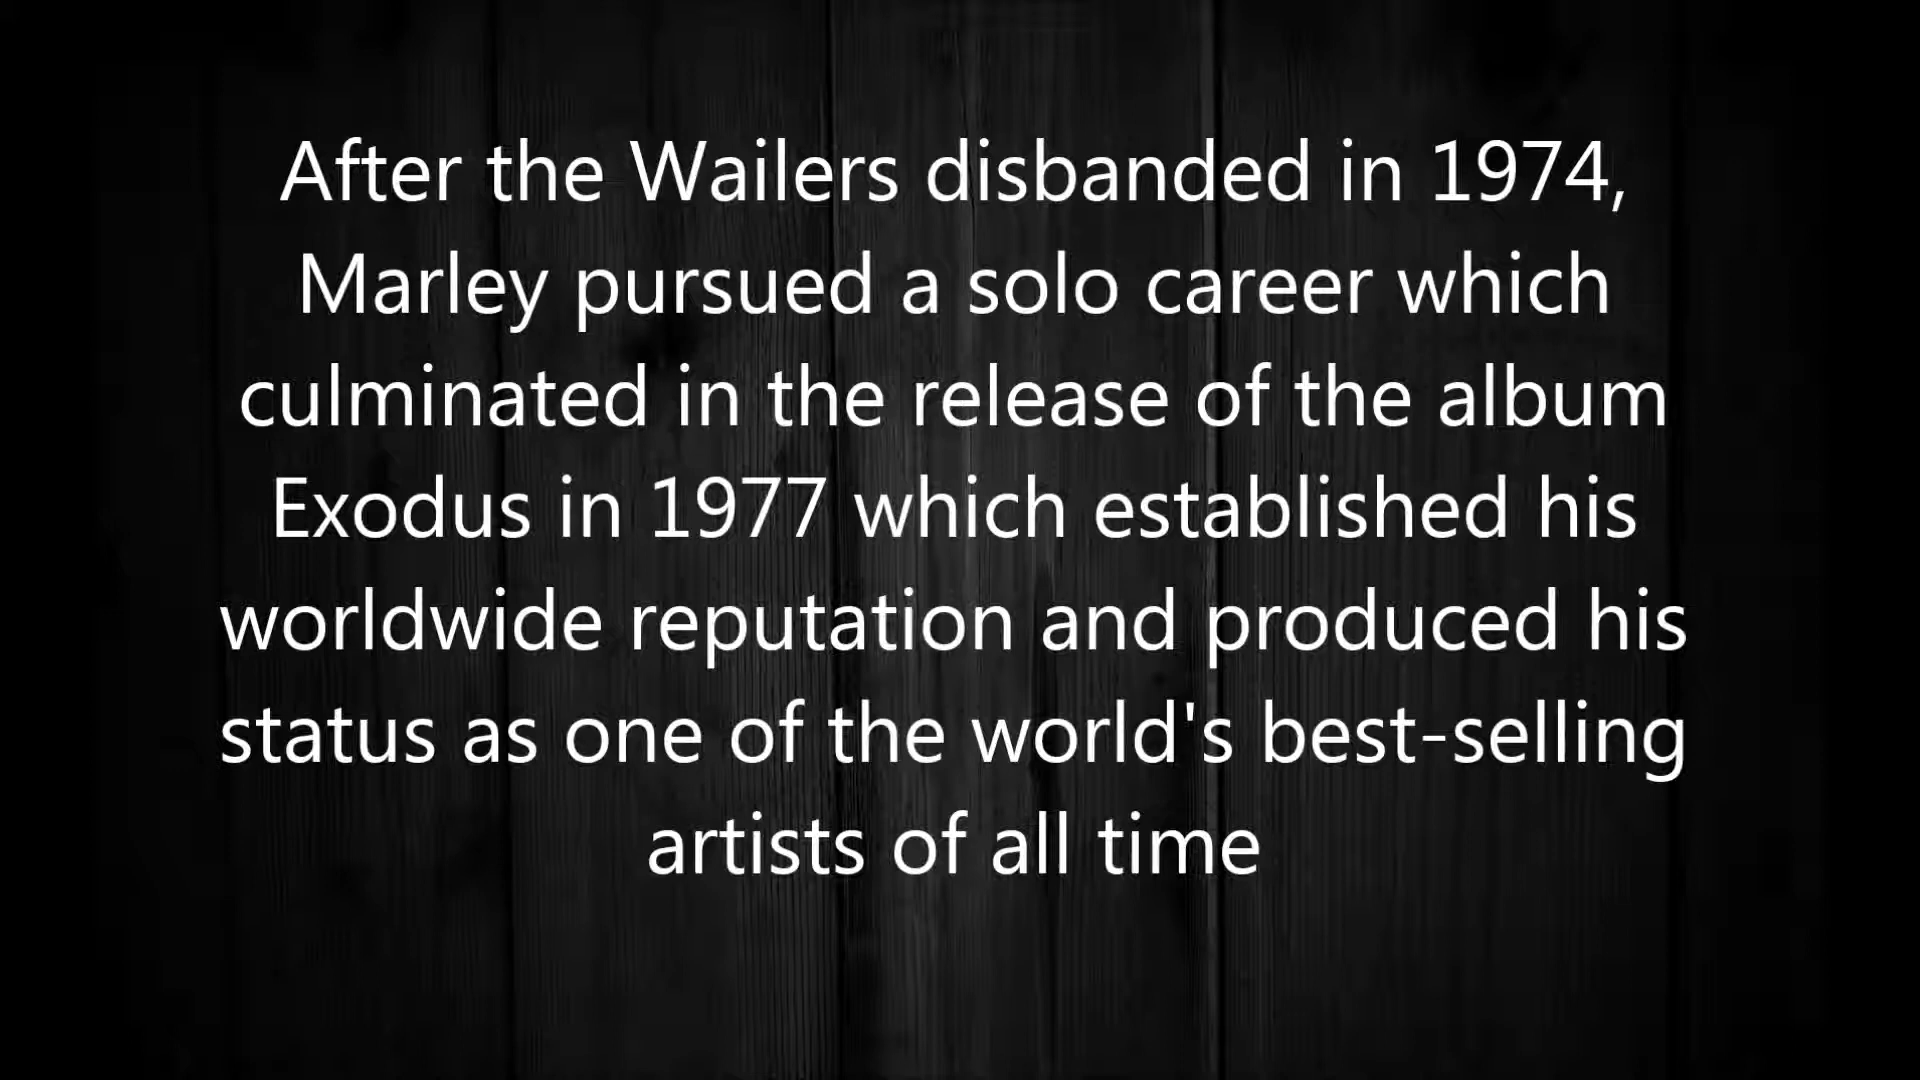 After the Wailers disbanded in 1974,
Marley pursued a solo career which
culminated in the release of the album
Exodus in 1977 which established his
worldwide reputation and produced his
status as one of the world's best-selling
artists of all time